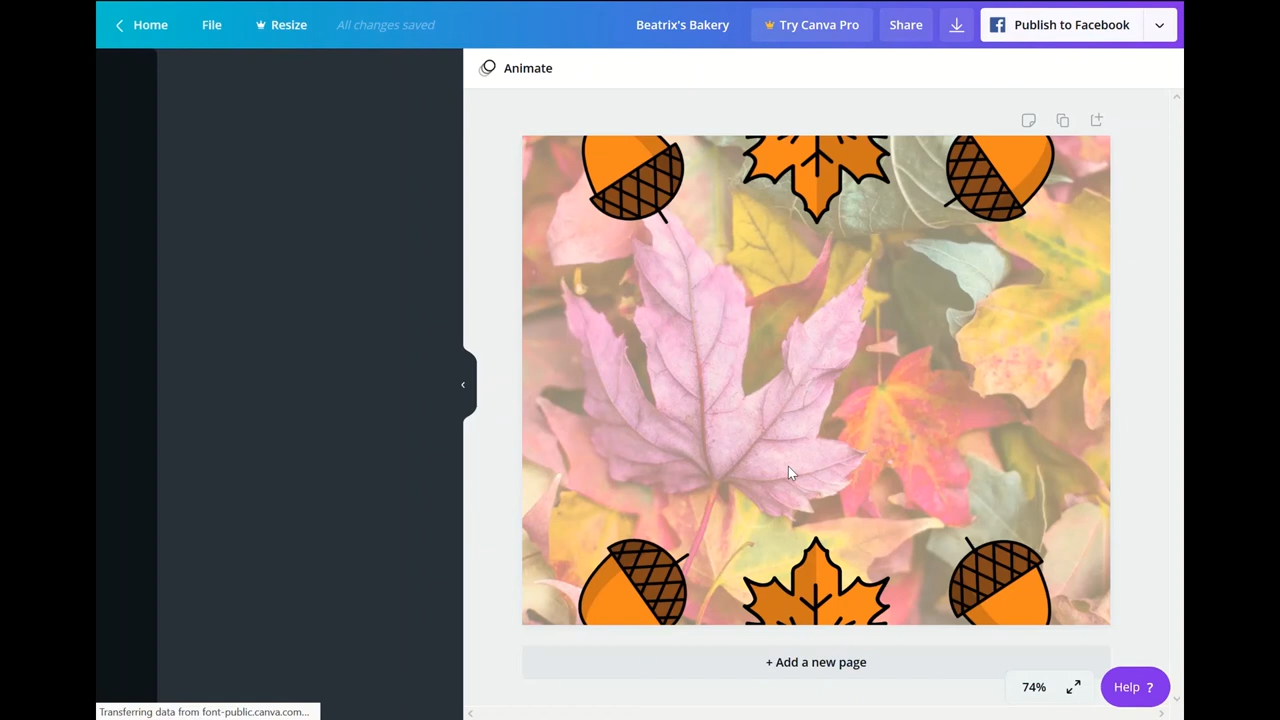 Home
File
Resize
All changes saved
Beatrix's Bakery
Try Canva Pro
Share
Publish to Facebook
Animate
+ Add a new page
74%
Help ?
Transferring data from font-public.canva.com...